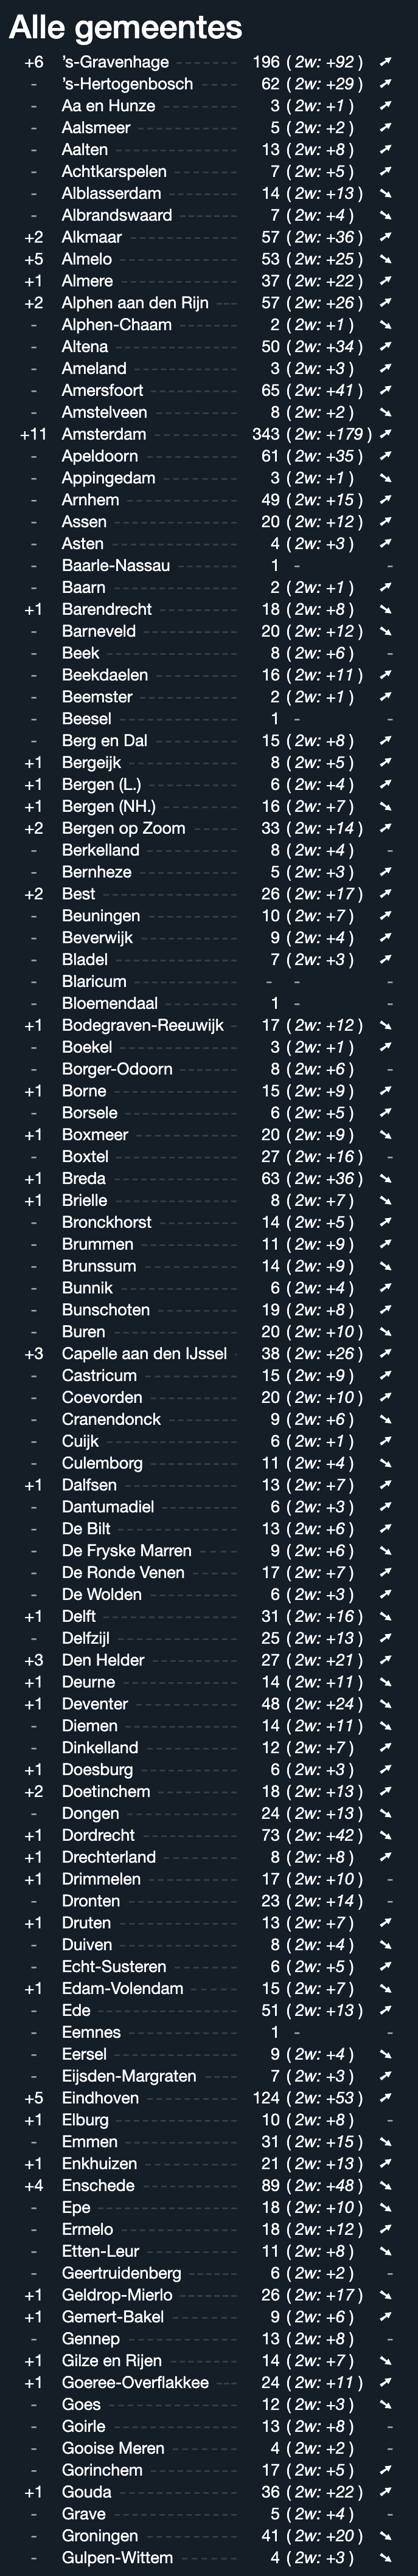 Alle gemeentes
+6 's-Gravenhage 196 ( 2w: +92 ) ➚
- 's-Hertogenbosch 62 ( 2w: +29 ) ➚
- Aa en Hunze 3 ( 2w: +1 ) ➚
- Aalsmeer 5 ( 2w: +2 ) ➚
- Aalten 13 ( 2w: +8 ) ➚
- Achtkarspelen 7 ( 2w: +5 ) ➚
- Alblasserdam 14 ( 2w: +13 ) ➘
- Albrandswaard 7 ( 2w: +4 ) ➘
+2 Alkmaar 57 ( 2w: +36 ) ➚
+5 Almelo 53 ( 2w: +25 ) ➘
+1 Almere 37 ( 2w: +22 ) ➚
+2 Alphen aan den Rijn 57 ( 2w: +26 ) ➚
- Alphen-Chaam 2 ( 2w: +1 ) ➘
- Altena 50 ( 2w: +34 ) ➚
- Ameland 3 ( 2w: +3 ) ➚
- Amersfoort 65 ( 2w: +41 ) ➚
- Amstelveen 8 ( 2w: +2 ) ➘
+11 Amsterdam 343 ( 2w: +179 ) ➚
- Apeldoorn 61 ( 2w: +35 ) ➚
- Appingedam 3 ( 2w: +1 ) ➘
- Arnhem 49 ( 2w: +15 ) ➚
- Assen 20 ( 2w: +12 ) ➚
- Asten 4 ( 2w: +3 ) ➚
- Baarle-Nassau 1 - -
- Baarn 2 ( 2w: +1 ) ➚
+1 Barendrecht 18 ( 2w: +8 ) ➘
- Barneveld 20 ( 2w: +12 ) ➘
- Beek 8 ( 2w: +6 ) -
- Beekdaelen 16 ( 2w: +11 ) ➚
- Beemster 2 ( 2w: +1 ) ➚
- Beesel 1 - -
- Berg en Dal 15 ( 2w: +8 ) ➚
+1 Bergeijk 8 ( 2w: +5 ) ➚
+1 Bergen (L.) 6 ( 2w: +4 ) ➚
+1 Bergen (NH.) 16 ( 2w: +7 ) ➘
+2 Bergen op Zoom 33 ( 2w: +14 ) ➚
- Berkelland 8 ( 2w: +4 ) -
- Bernheze 5 ( 2w: +3 ) ➚
+2 Best 26 ( 2w: +17 ) ➚
- Beuningen 10 ( 2w: +7 ) ➚
- Beverwijk 9 ( 2w: +4 ) ➚
- Bladel 7 ( 2w: +3 ) ➚
- Blaricum - - -
- Bloemendaal 1 - -
+1 Bodegraven-Reeuwijk 17 ( 2w: +12 ) ➘
- Boekel 3 ( 2w: +1 ) ➚
- Borger-Odoorn 8 ( 2w: +6 ) -
+1 Borne 15 ( 2w: +9 ) ➚
- Borsele 6 ( 2w: +5 ) ➚
+1 Boxmeer 20 ( 2w: +9 ) ➘
- Boxtel 27 ( 2w: +16 ) -
+1 Breda 63 ( 2w: +36 ) ➘
+1 Brielle 8 ( 2w: +7 ) ➘
- Bronckhorst 14 ( 2w: +5 ) ➚
- Brummen 11 ( 2w: +9 ) ➚
- Brunssum 14 ( 2w: +9 ) ➘
- Bunnik 6 ( 2w: +4 ) ➚
- Bunschoten 19 ( 2w: +8 ) ➚
- Buren 20 ( 2w: +10 ) ➘
+3 Capelle aan den IJssel 38 ( 2w: +26 ) ➚
- Castricum 15 ( 2w: +9 ) ➚
- Coevorden 20 ( 2w: +10 ) ➚
- Cranendonck 9 ( 2w: +6 ) ➘
- Cuijk 6 ( 2w: +1 ) ➚
- Culemborg 11 ( 2w: +4 ) ➘
+1 Dalfsen 13 ( 2w: +7 ) ➚
- Dantumadiel 6 ( 2w: +3 ) ➚
- De Bilt 13 ( 2w: +6 ) ➚
- De Fryske Marren 9 ( 2w: +6 ) ➘
- De Ronde Venen 17 ( 2w: +7 ) ➚
- De Wolden 6 ( 2w: +3 ) ➚
+1 Delft 31 ( 2w: +16 ) ➘
- Delfzijl 25 ( 2w: +13 ) ➚
+3 Den Helder 27 ( 2w: +21 ) ➚
+1 Deurne 14 ( 2w: +11 ) ➘
+1 Deventer 48 ( 2w: +24 ) ➘
- Diemen 14 ( 2w: +11 ) ➘
- Dinkelland 12 ( 2w: +7 ) ➚
+1 Doesburg 6 ( 2w: +3 ) ➚
+2 Doetinchem 18 ( 2w: +13 ) ➚
- Dongen 24 ( 2w: +13 ) ➘
+1 Dordrecht 73 ( 2w: +42 ) ➘
+1 Drechterland 8 ( 2w: +8 ) ➚
+1 Drimmelen 17 ( 2w: +10 ) -
- Dronten 23 ( 2w: +14 ) -
+1 Druten 13 ( 2w: +7 ) ➚
- Duiven 8 ( 2w: +4 ) ➘
- Echt-Susteren 6 ( 2w: +5 ) ➚
+1 Edam-Volendam 15 ( 2w: +7 ) ➘
- Ede 51 ( 2w: +13 ) ➚
- Eemnes 1 - -
- Eersel 9 ( 2w: +4 ) ➘
- Eijsden-Margraten 7 ( 2w: +3 ) ➚
+5 Eindhoven 124 ( 2w: +53 ) ➚
+1 Elburg 10 ( 2w: +8 ) -
- Emmen 31 ( 2w: +15 ) ➘
+1 Enkhuizen 21 ( 2w: +13 ) ➚
+4 Enschede 89 ( 2w: +48 ) ➘
- Epe 18 ( 2w: +10 ) ➘
- Ermelo 18 ( 2w: +12 ) ➚
- Etten-Leur 11 ( 2w: +8 ) ➘
- Geertruidenberg 6 ( 2w: +2 ) -
+1 Geldrop-Mierlo 26 ( 2w: +17 ) ➘
+1 Gemert-Bakel 9 ( 2w: +6 ) ➚
- Gennep 13 ( 2w: +8 ) -
+1 Gilze en Rijen 14 ( 2w: +7 ) ➘
+1 Goeree-Overflakkee 24 ( 2w: +11 ) ➚
- Goes 12 ( 2w: +3 ) ➘
- Goirle 13 ( 2w: +8 ) -
- Gooise Meren 4 ( 2w: +2 ) -
- Gorinchem 17 ( 2w: +5 ) ➚
+1 Gouda 36 ( 2w: +22 ) ➚
- Grave 5 ( 2w: +4 ) -
- Groningen 41 ( 2w: +20 ) ➘
- Gulpen-Wittem 4 ( 2w: +3 ) ➘